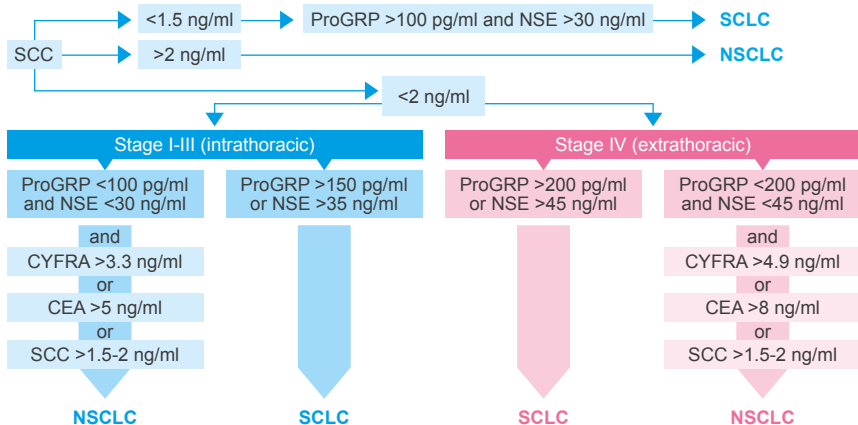 <1.5 ng/ml
ProGRP >100 pg/ml and NSE >30 ng/ml
SCLC
SCC
>2 ng/ml
NSCLC
<2 ng/ml
Stage I-III (intrathoracic)
Stage IV (extrathoracic)
ProGRP <100 pg/ml
and NSE <30 ng/ml
ProGRP >150 pg/ml
or NSE >35 ng/ml
ProGRP >200 pg/ml
or NSE >45 ng/ml
ProGRP <200 pg/ml
and NSE <45 ng/ml
and
CYFRA >3.3 ng/ml
or
CEA >5 ng/ml
or
SCC >1.5-2 ng/ml
and
CYFRA >4.9 ng/ml
or
CEA >8 ng/ml
or
SCC >1.5-2 ng/ml
NSCLC
SCLC
SCLC
NSCLC